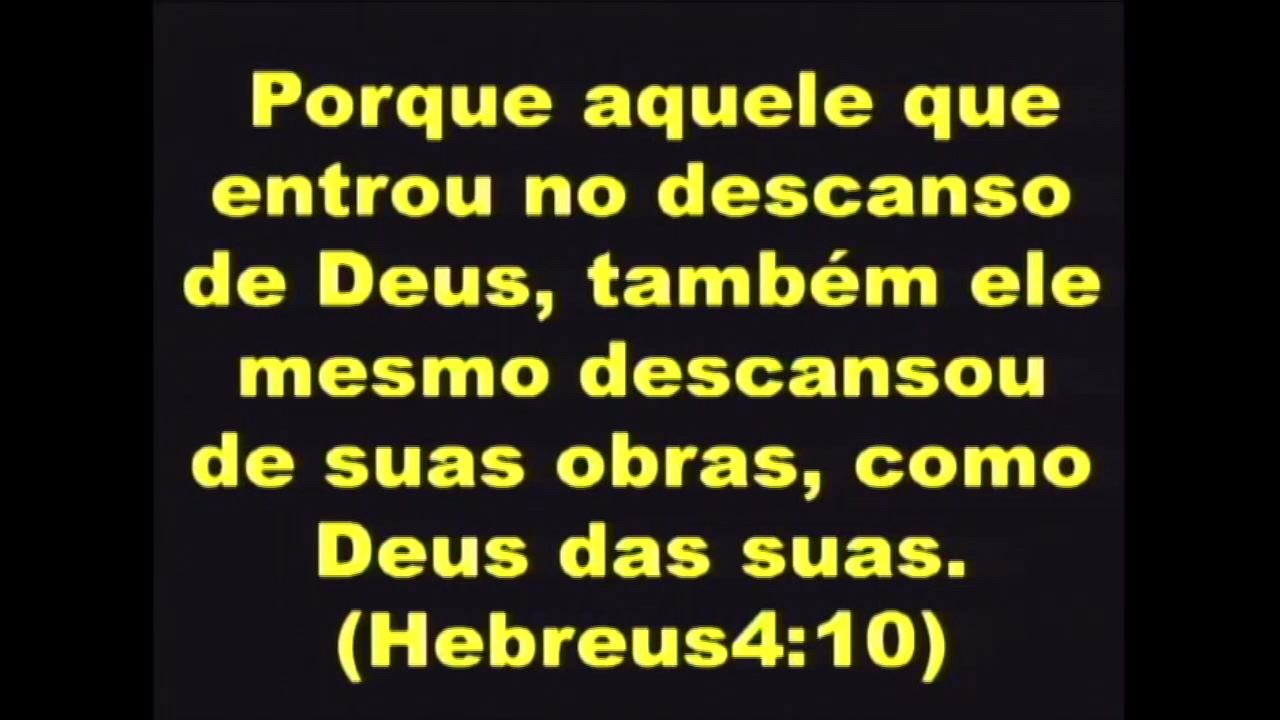 Porque aquele que
entrou no descanso
de Deus, também ele
mesmo descansou
de suas obras, como
Deus das suas.
(Hebreus4:10)